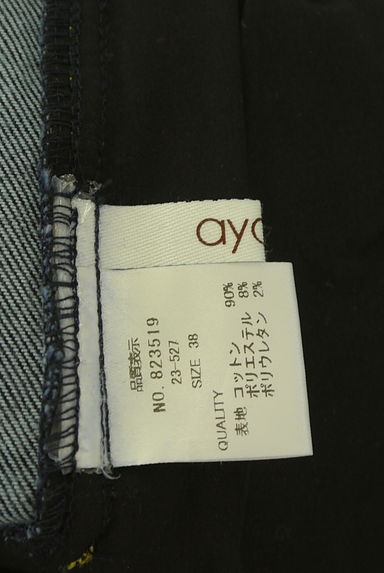 ay
品質表示
NO. 823519
23-527
SIZE 38
QUALITY
表地 コットン 90%
ポリエステル 8%
ポリウレタン 2%